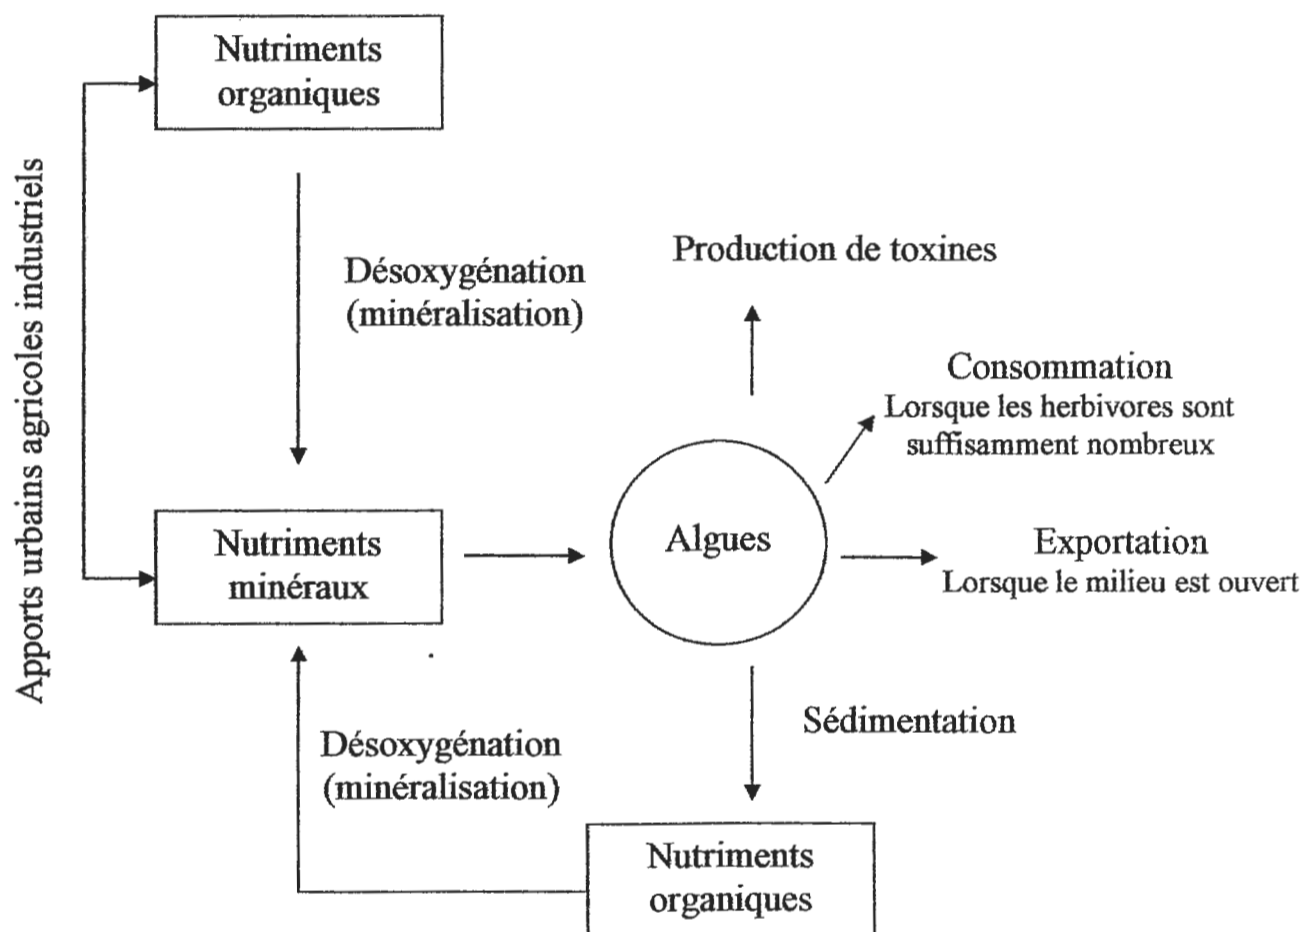 Nutriments
organiques
Apports urbains agricoles industriels
Désoxygénation
(minéralisation)
Production de toxines
Consommation
Lorsque les herbivores sont
suffisamment nombreux
Nutriments
minéraux
Algues
Exportation
Lorsque le milieu est ouvert
Sédimentation
Désoxygénation
(minéralisation)
Nutriments
organiques